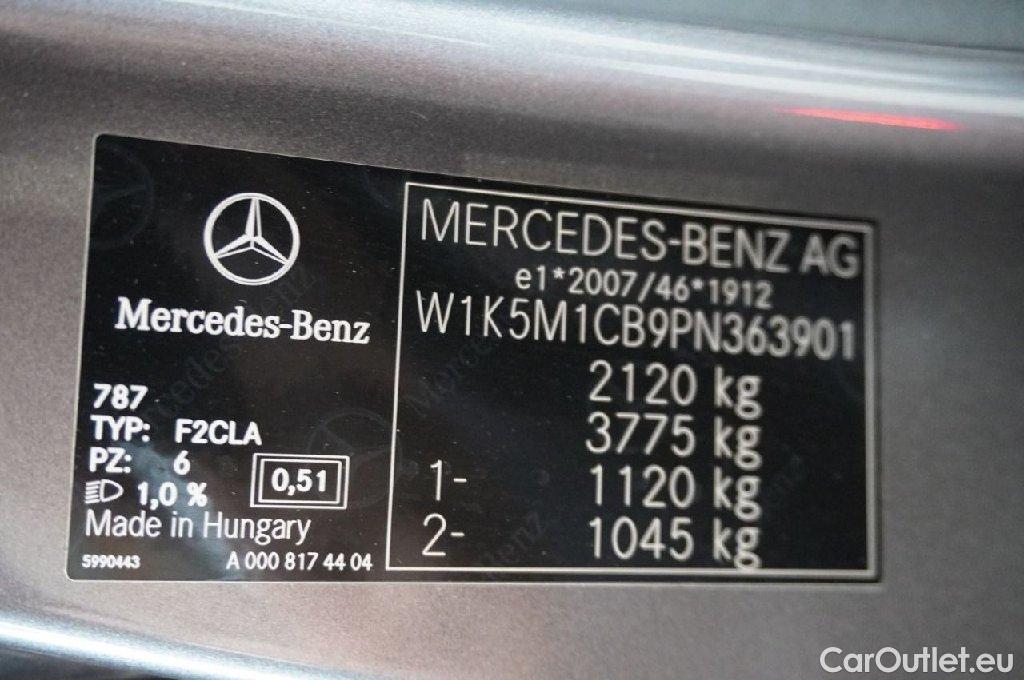 Mercedes-Benz
787
TYP: F2CLA
PZ: 6
1,0 %
0,51
Made in Hungary
5990443 A 000 817 44 04
MERCEDES-BENZ AG
e1*2007/46*1912
W1K5M1CB9PN363901
2120 kg
3775 kg
1- 1120 kg
2- 1045 kg
CarOutlet.eu